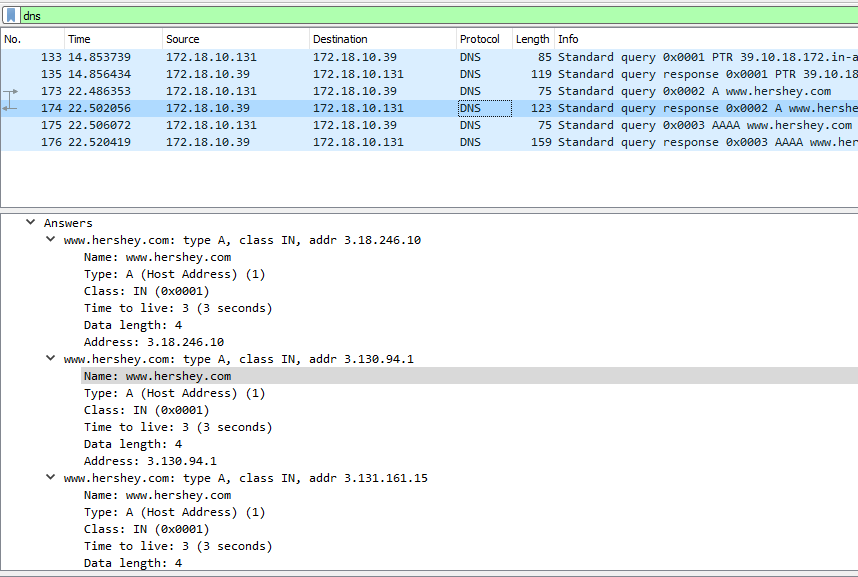 dns
No. Time Source Destination Protocol Length Info
133 14.853739 172.18.10.131 172.18.10.39 DNS 85 Standard query 0x0001 PTR 39.10.18.172.in-a
135 14.856434 172.18.10.39 172.18.10.131 DNS 119 Standard query response 0x0001 PTR 39.10.18
173 22.486353 172.18.10.131 172.18.10.39 DNS 75 Standard query 0x0002 A www.hershey.com
174 22.502056 172.18.10.39 172.18.10.131 DNS 123 Standard query response 0x0002 A www.hershe
175 22.506072 172.18.10.131 172.18.10.39 DNS 75 Standard query 0x0003 AAAA www.hershey.com
176 22.520419 172.18.10.39 172.18.10.131 DNS 159 Standard query response 0x0003 AAAA www.her
Answers
www.hershey.com: type A, class IN, addr 3.18.246.10
Name: www.hershey.com
Type: A (Host Address) (1)
Class: IN (0x0001)
Time to live: 3 (3 seconds)
Data length: 4
Address: 3.18.246.10
www.hershey.com: type A, class IN, addr 3.130.94.1
Name: www.hershey.com
Type: A (Host Address) (1)
Class: IN (0x0001)
Time to live: 3 (3 seconds)
Data length: 4
Address: 3.130.94.1
www.hershey.com: type A, class IN, addr 3.131.161.15
Name: www.hershey.com
Type: A (Host Address) (1)
Class: IN (0x0001)
Time to live: 3 (3 seconds)
Data length: 4